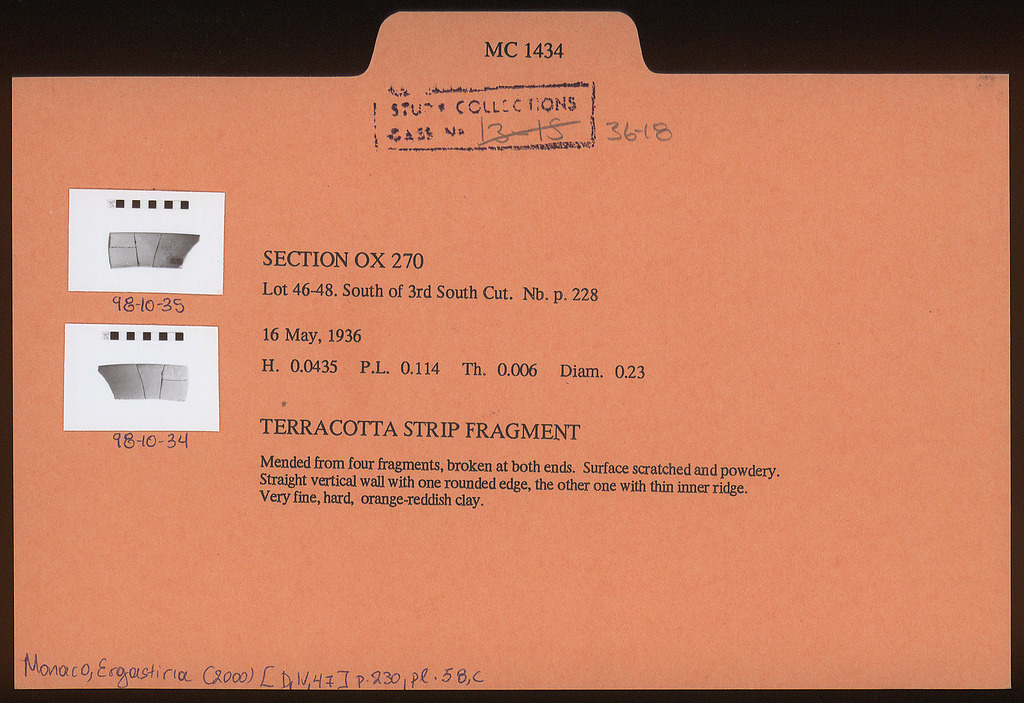 MC 1434
STUDY COLLECTIONS
CASE No 13-15 36-18
98-10-35
SECTION OX 270
Lot 46-48. South of 3rd South Cut. Nb. p. 228
16 May, 1936
H. 0.0435 P.L. 0.114 Th. 0.006 Diam. 0.23
98-10-34
TERRACOTTA STRIP FRAGMENT
Mended from four fragments, broken at both ends. Surface scratched and powdery.
Straight vertical wall with one rounded edge, the other one with thin inner ridge.
Very fine, hard, orange-reddish clay.
Monaco, Ergastiria (2000) [D,IV,47] p.230, pl.58,c